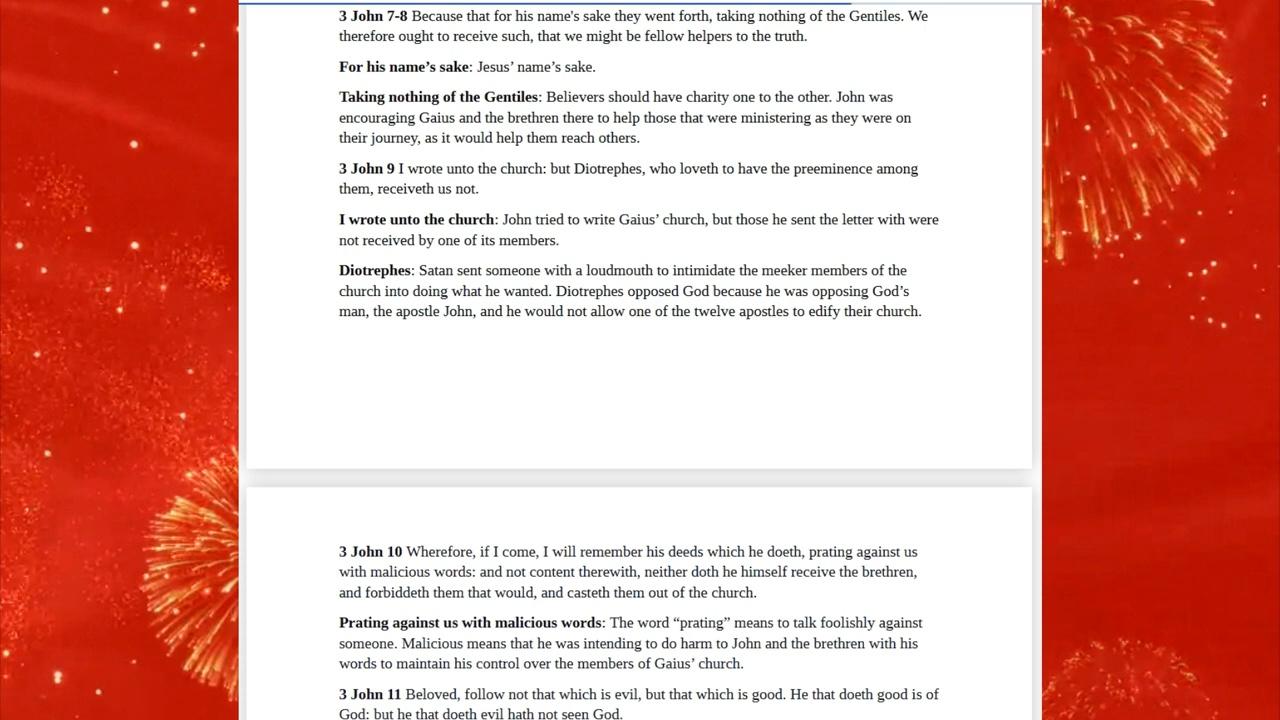 3 John 7-8 Because that for his name's sake they went forth, taking nothing of the Gentiles. We
therefore ought to receive such, that we might be fellow helpers to the truth.
For his name’s sake: Jesus’ name’s sake.
Taking nothing of the Gentiles: Believers should have charity one to the other. John was
encouraging Gaius and the brethren there to help those that were ministering as they were on
their journey, as it would help them reach others.
3 John 9 I wrote unto the church: but Diotrephes, who loveth to have the preeminence among
them, receiveth us not.
I wrote unto the church: John tried to write Gaius’ church, but those he sent the letter with were
not received by one of its members.
Diotrephes: Satan sent someone with a loudmouth to intimidate the meeker members of the
church into doing what he wanted. Diotrephes opposed God because he was opposing God’s
man, the apostle John, and he would not allow one of the twelve apostles to edify their church.
3 John 10 Wherefore, if I come, I will remember his deeds which he doeth, prating against us
with malicious words: and not content therewith, neither doth he himself receive the brethren,
and forbiddeth them that would, and casteth them out of the church.
Prating against us with malicious words: The word “prating” means to talk foolishly against
someone. Malicious means that he was intending to do harm to John and the brethren with his
words to maintain his control over the members of Gaius’ church.
3 John 11 Beloved, follow not that which is evil, but that which is good. He that doeth good is of
God: but he that doeth evil hath not seen God.